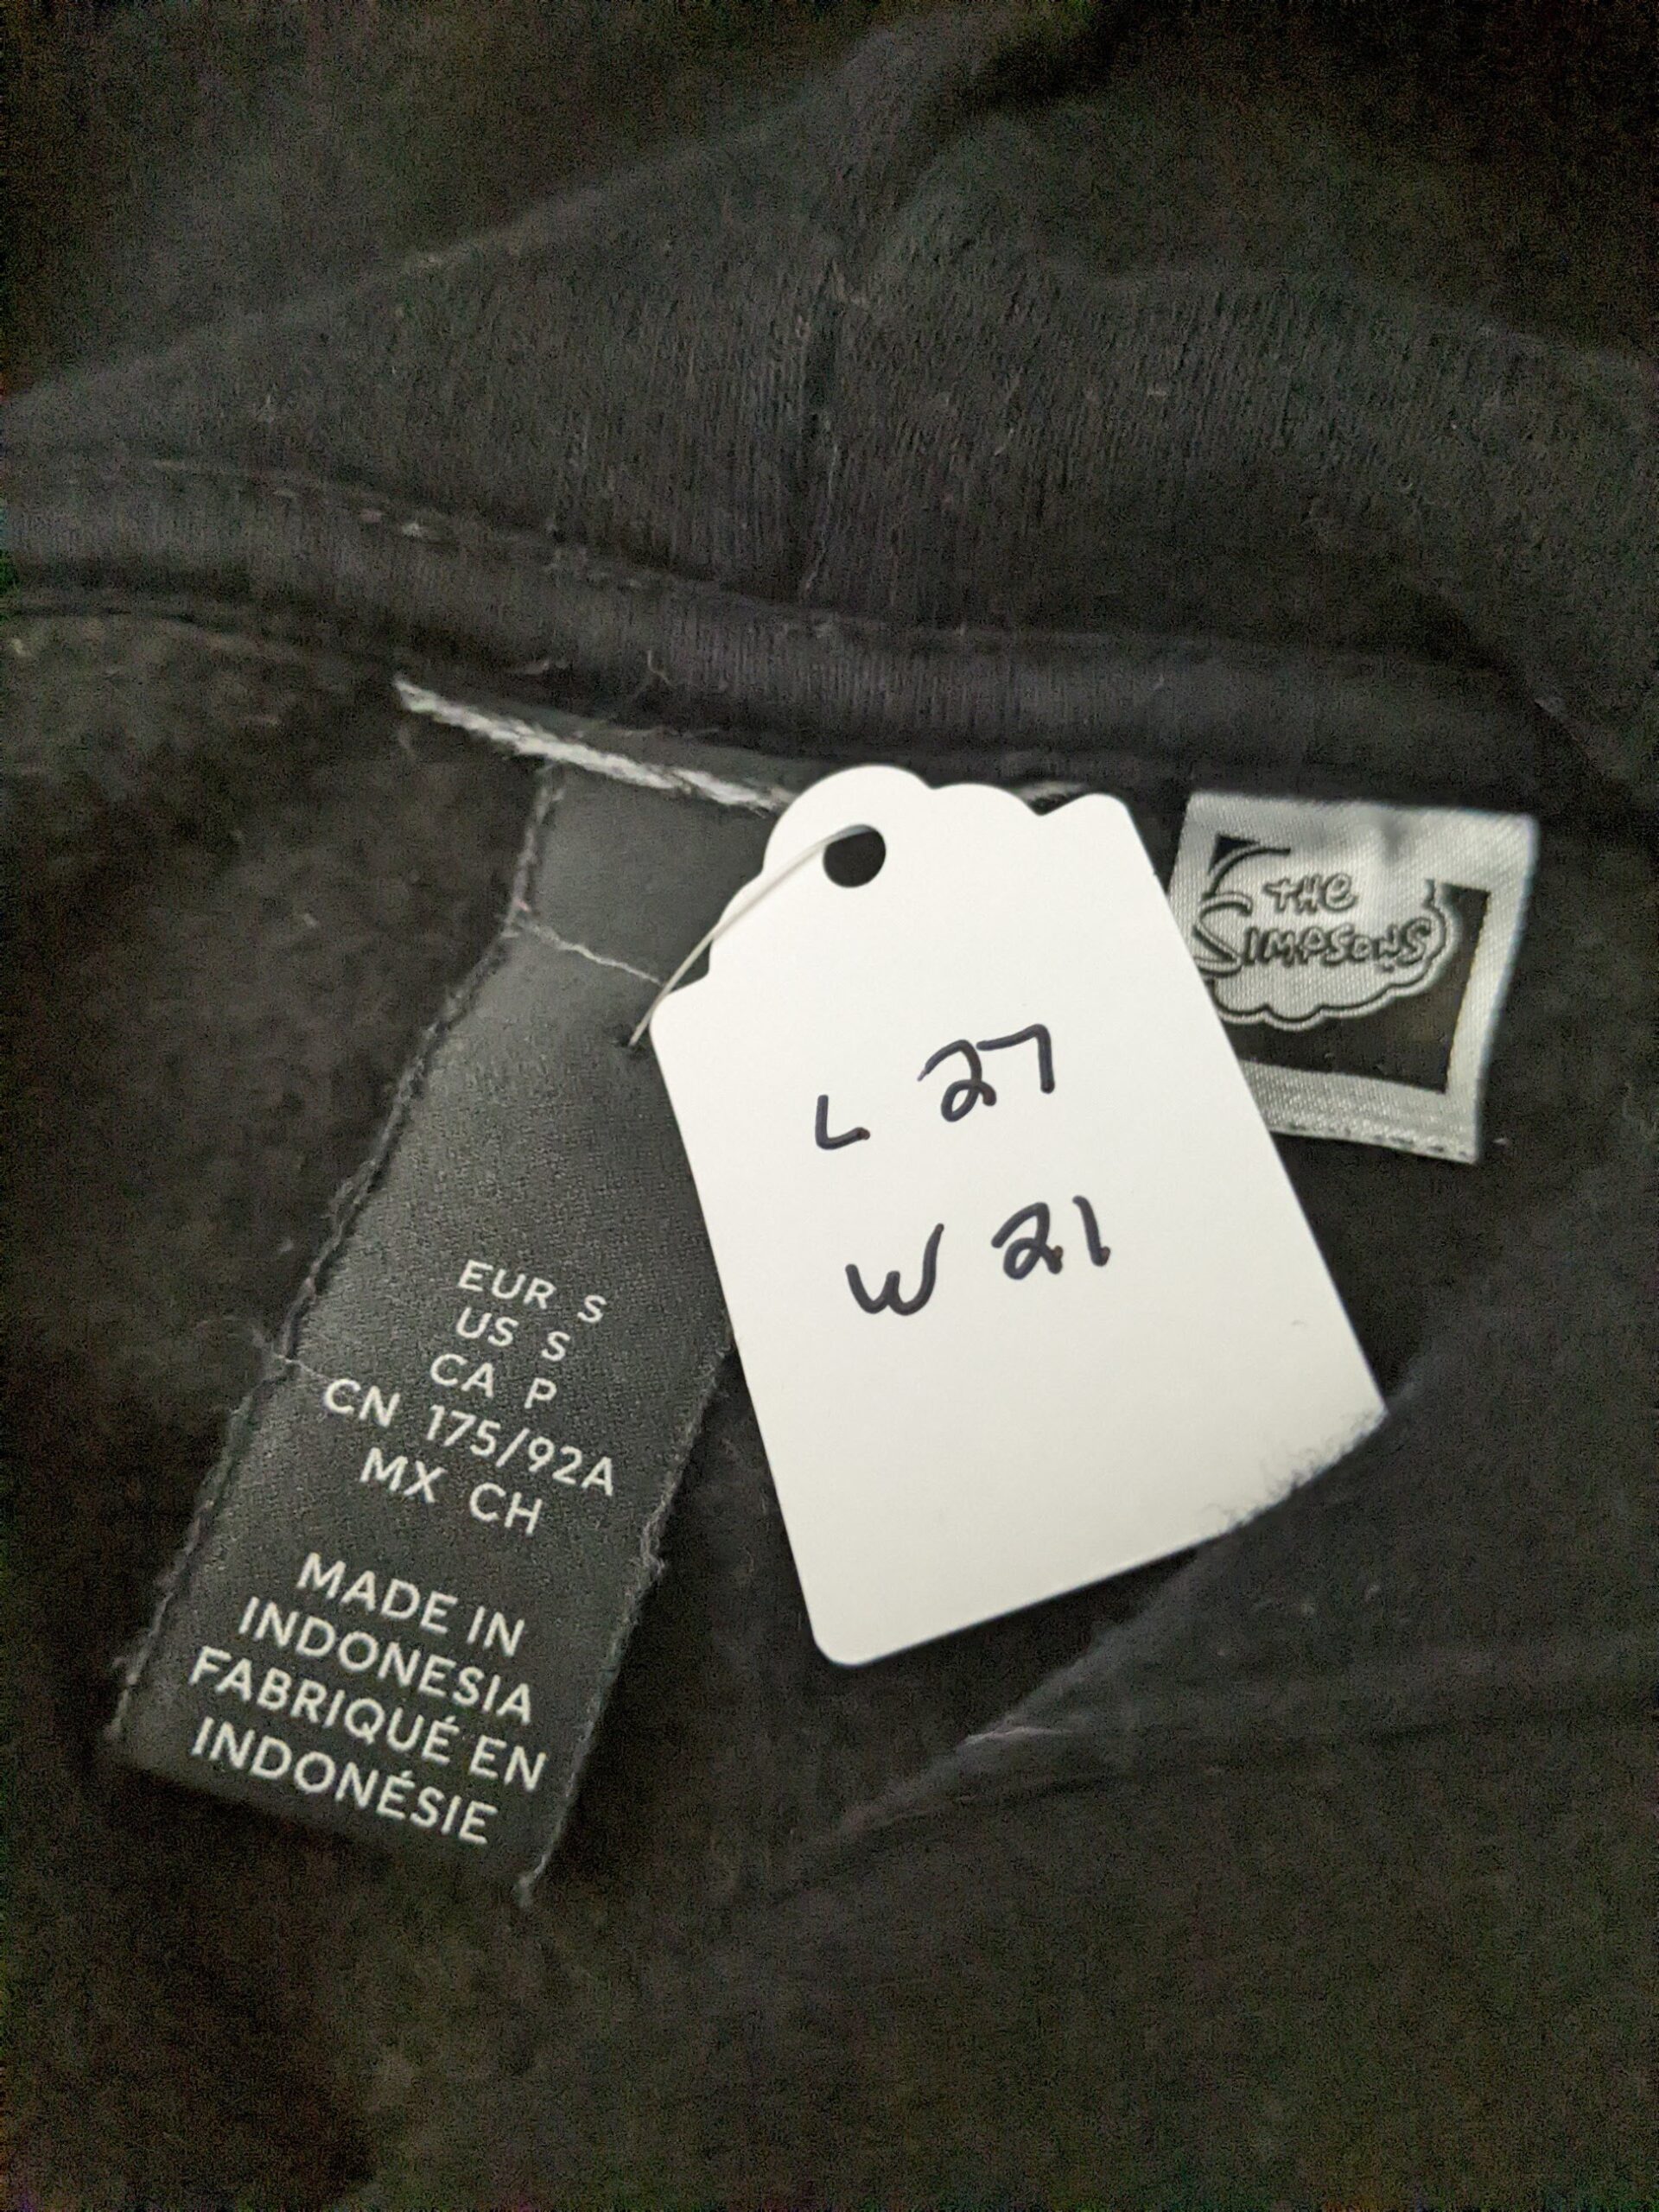 THE
SIMPSONS
L 27
W 21
EUR S
US S
CA P
CN 175/92A
MX CH
MADE IN
INDONESIA
FABRIQUÉ EN
INDONÉSIE